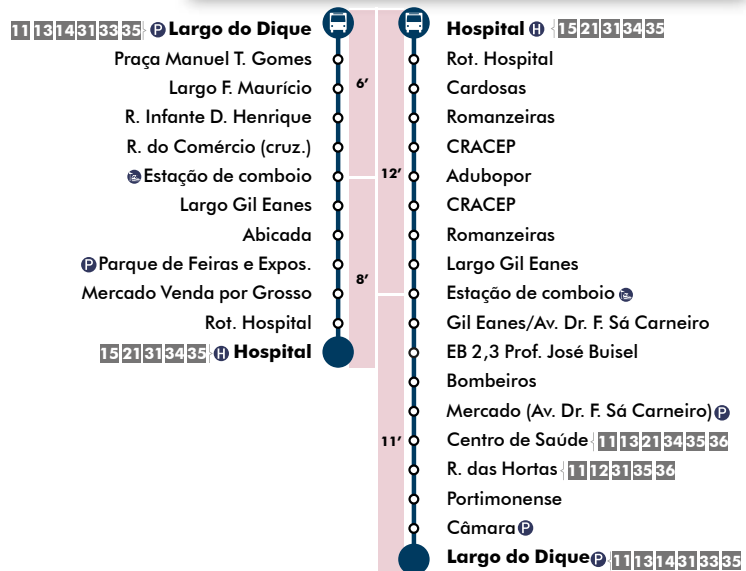 11 13 14 31 33 35 P Largo do Dique
Praça Manuel T. Gomes
Largo F. Maurício
R. Infante D. Henrique
R. do Comércio (cruz.)
Estação de comboio
Largo Gil Eanes
Abicada
P Parque de Feiras e Expos.
Mercado Venda por Grosso
Rot. Hospital
15 21 31 34 35 H Hospital
6’
8’
12’
11’
Hospital H 15 21 31 34 35
Rot. Hospital
Cardosas
Romanzeiras
CRACEP
Adubopor
CRACEP
Romanzeiras
Largo Gil Eanes
Estação de comboio
Gil Eanes/Av. Dr. F. Sá Carneiro
EB 2,3 Prof. José Buisel
Bombeiros
Mercado (Av. Dr. F. Sá Carneiro) P
Centro de Saúde 11 13 21 34 35 36
R. das Hortas 11 12 31 35 36
Portimonense
Câmara P
Largo do Dique P 11 13 14 31 33 35